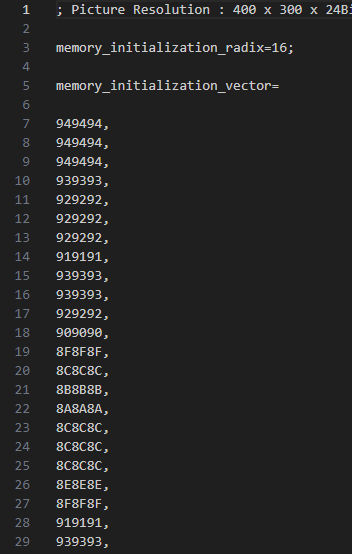 1 ; Picture Resolution : 400 x 300 x 24Bi
2
3 memory_initialization_radix=16;
4
5 memory_initialization_vector=
6
7 949494,
8 949494,
9 949494,
10 939393,
11 929292,
12 929292,
13 929292,
14 919191,
15 939393,
16 939393,
17 929292,
18 909090,
19 8F8F8F,
20 8C8C8C,
21 8B8B8B,
22 8A8A8A,
23 8C8C8C,
24 8C8C8C,
25 8C8C8C,
26 8E8E8E,
27 8F8F8F,
28 919191,
29 939393,